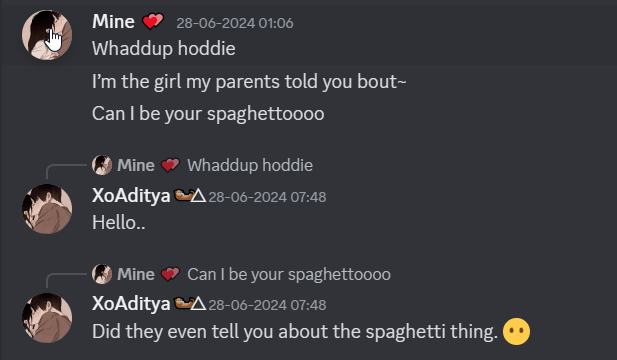 Mine 💕 28-06-2024 01:06
Whaddup hoddie
I'm the girl my parents told you bout~
Can I be your spaghettoooo
Mine 💕 Whaddup hoddie
XoAditya 28-06-2024 07:48
Hello..
Mine 💕 Can I be your spaghettoooo
XoAditya 28-06-2024 07:48
Did they even tell you about the spaghetti thing. 😶